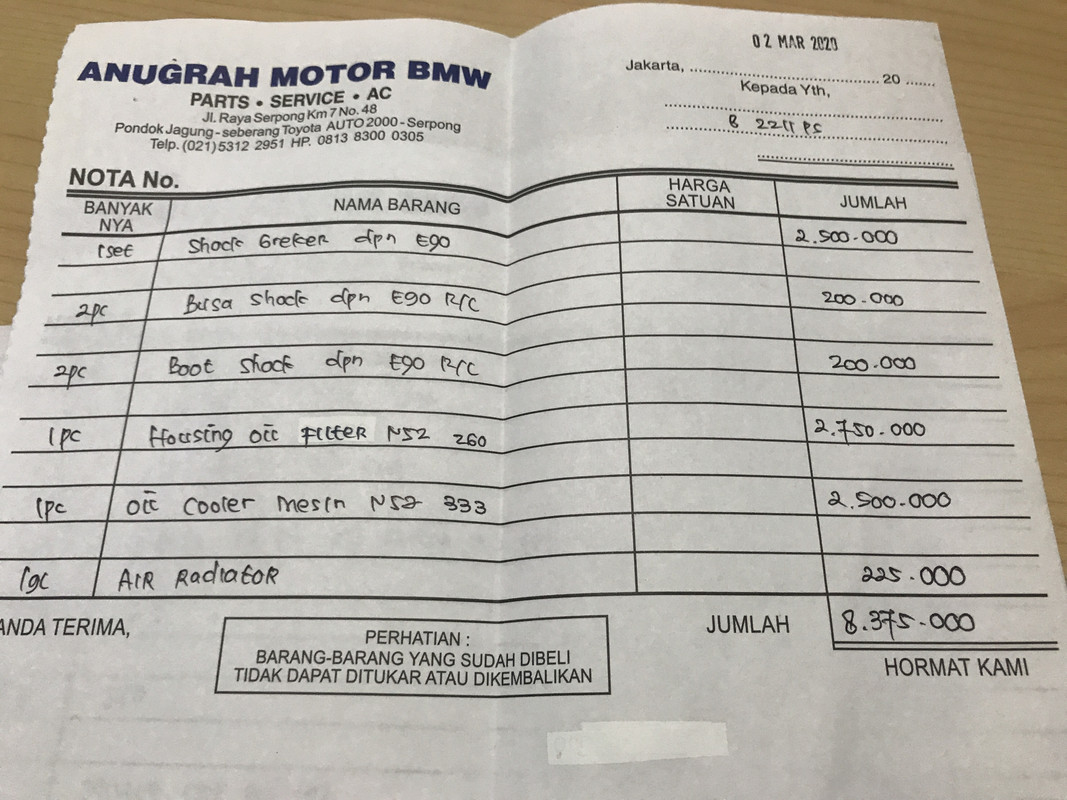 02 MAR 2020
ANUGRAH MOTOR BMW
PARTS • SERVICE • AC
Jl. Raya Serpong Km 7 No. 48
Pondok Jagung - seberang Toyota AUTO 2000 - Serpong
Telp. (021) 5312 2951 HP. 0813 8300 0305
Jakarta, ........................ 20 .......
Kepada Yth,
NOTA No.
BANYAK NYA NAMA BARANG HARGA SATUAN JUMLAH
1 set Shock Breker dpn E90 2.500.000
2pc Busa Shock dpn E90 R/C 200.000
2pc Boot Shock dpn E90 R/C 200.000
1pc Housing Oil FILter N52 260 2.750.000
1pc Oil Cooler Mesin N52 333 2.500.000
AIR Radiator 225.000
ANDA TERIMA,
JUMLAH 8.375.000
PERHATIAN :
BARANG-BARANG YANG SUDAH DIBELI
TIDAK DAPAT DITUKAR ATAU DIKEMBALIKAN
HORMAT KAMI